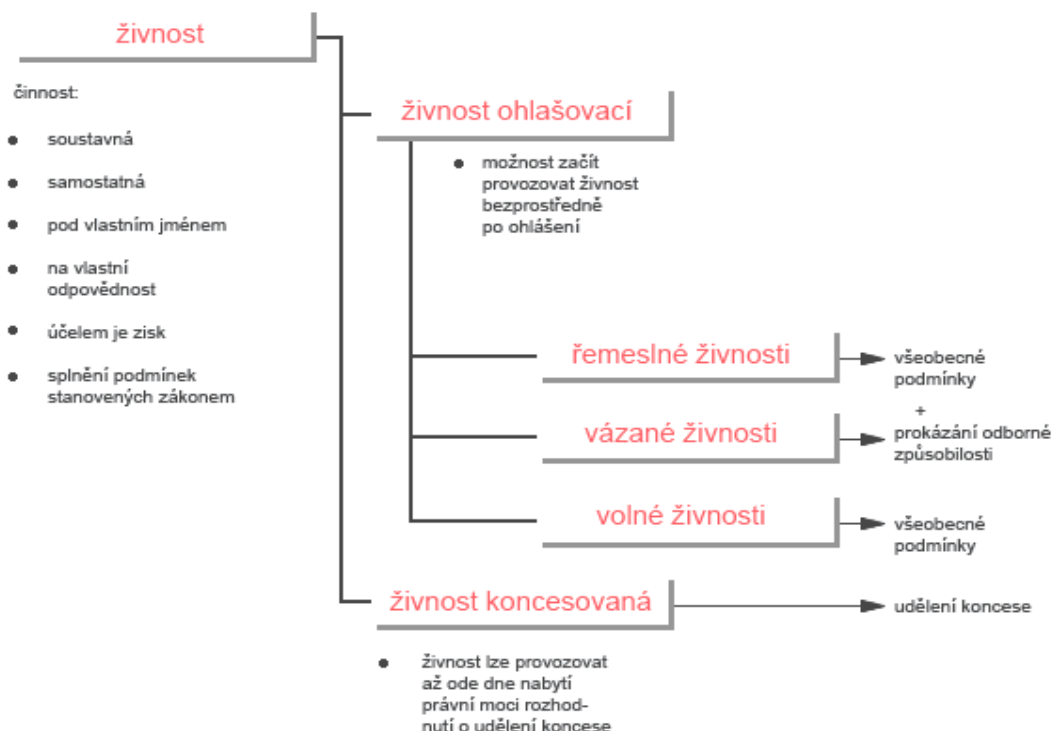 živnost
činnost:
soustavná
samostatná
pod vlastním jménem
na vlastní
odpovědnost
účelem je zisk
splnění podmínek
stanovených zákonem
živnost ohlašovací
možnost začít
provozovat živnost
bezprostředně
po ohlášení
řemeslné živnosti
všeobecné
podmínky
+
vázané živnosti
prokázání odborné
způsobilosti
volné živnosti
všeobecné
podmínky
živnost koncesovaná
udělení koncese
živnost lze provozovat
až ode dne nabytí
právní moci rozhod-
nutí o udělení koncese